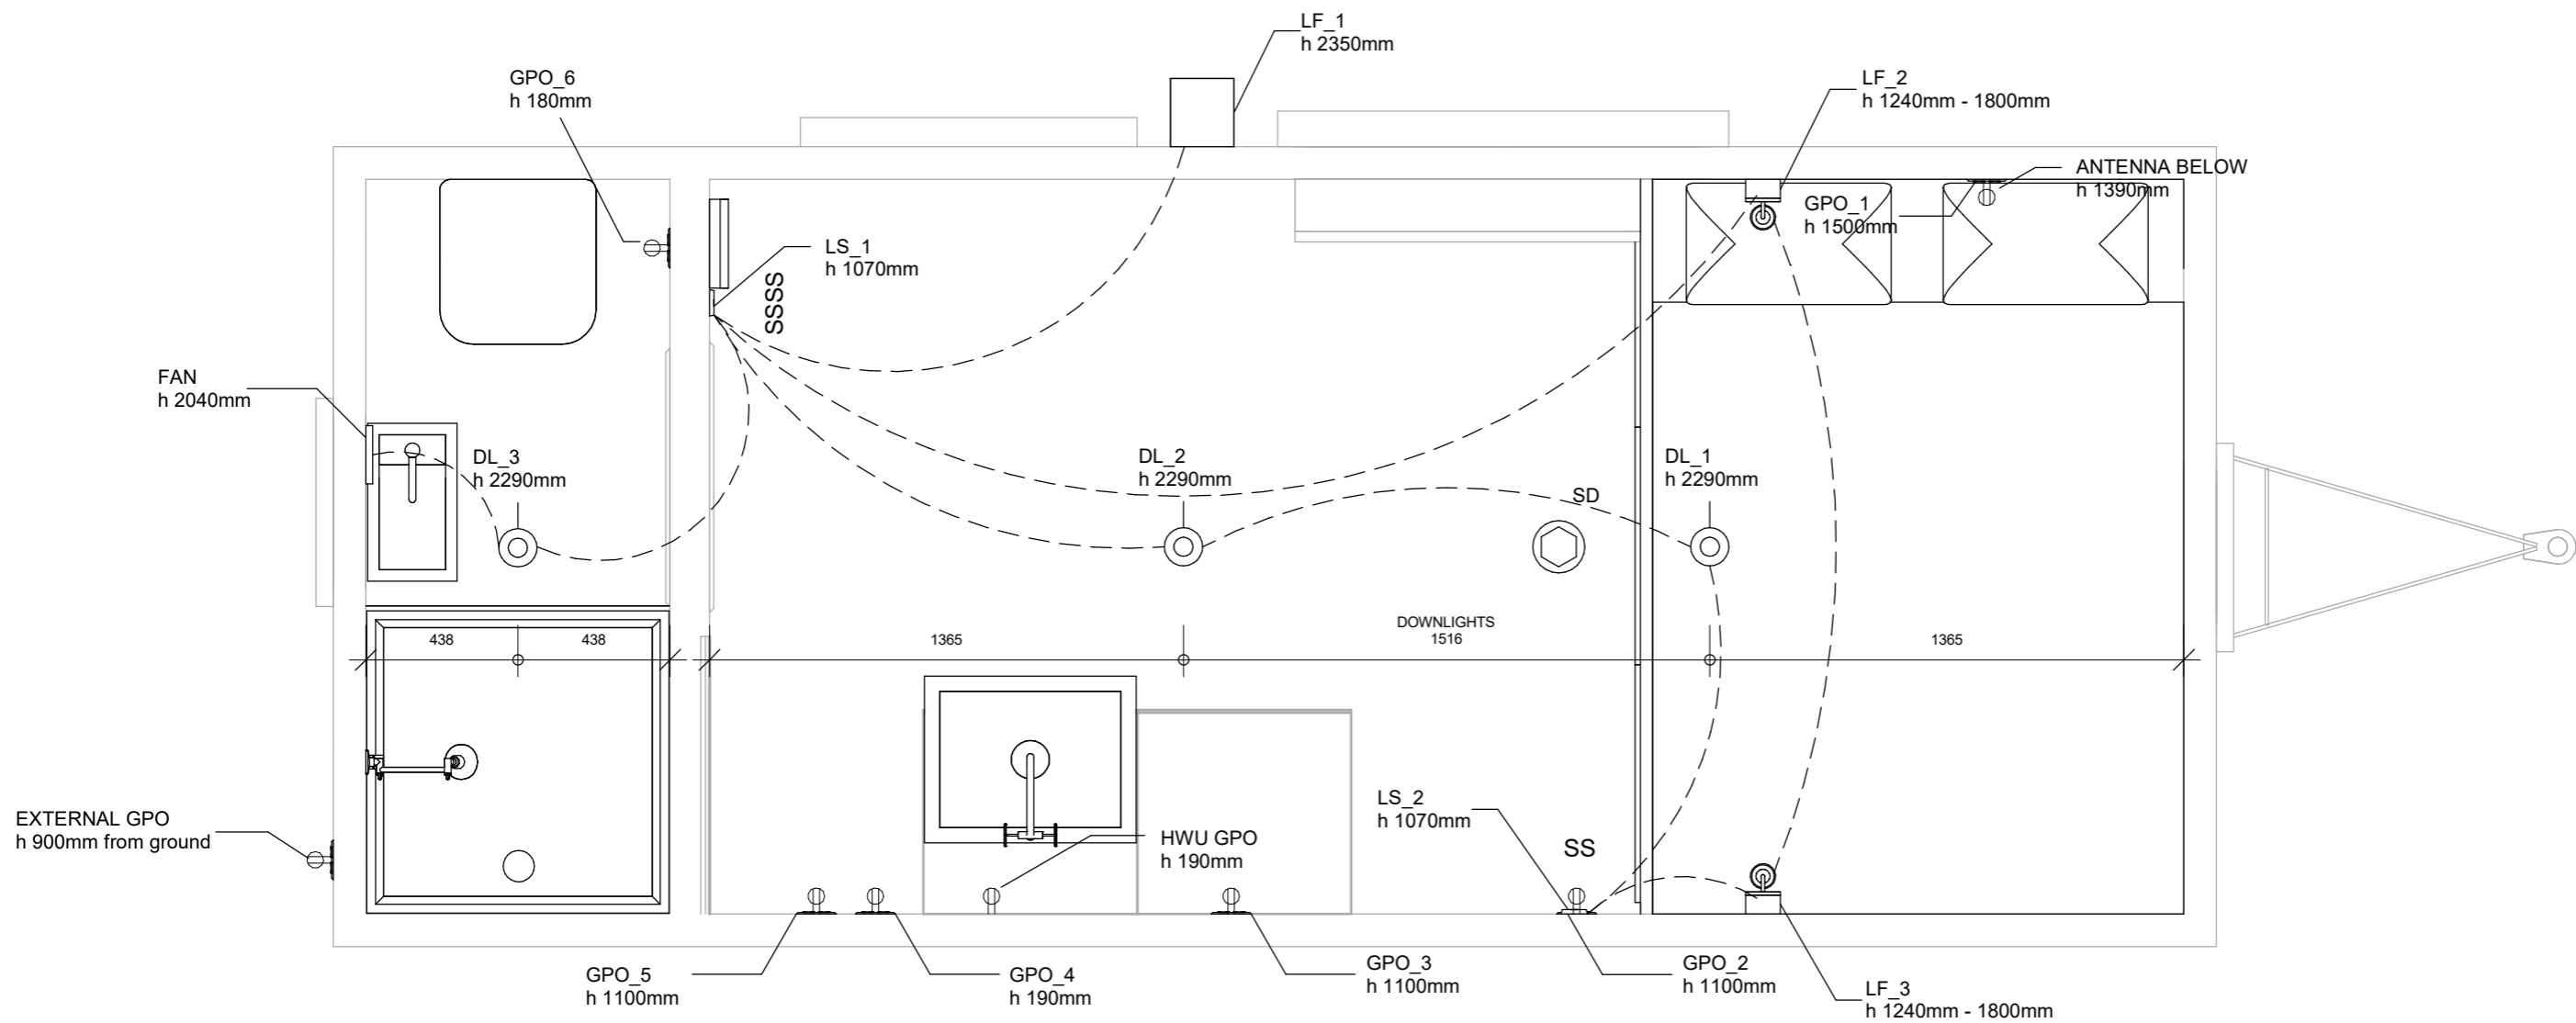 LF_1
h 2350mm
GPO_6
h 180mm
LF_2
h 1240mm - 1800mm
ANTENNA BELOW
h 1390mm
GPO_1
h 1500mm
LS_1
h 1070mm
SSSS
FAN
h 2040mm
DL_3
h 2290mm
DL_2
h 2290mm
DL_1
h 2290mm
SD
438
438
1365
DOWNLIGHTS
1516
1365
EXTERNAL GPO
h 900mm from ground
HWU GPO
h 190mm
LS_2
h 1070mm
SS
GPO_5
h 1100mm
GPO_4
h 190mm
GPO_3
h 1100mm
GPO_2
h 1100mm
LF_3
h 1240mm - 1800mm